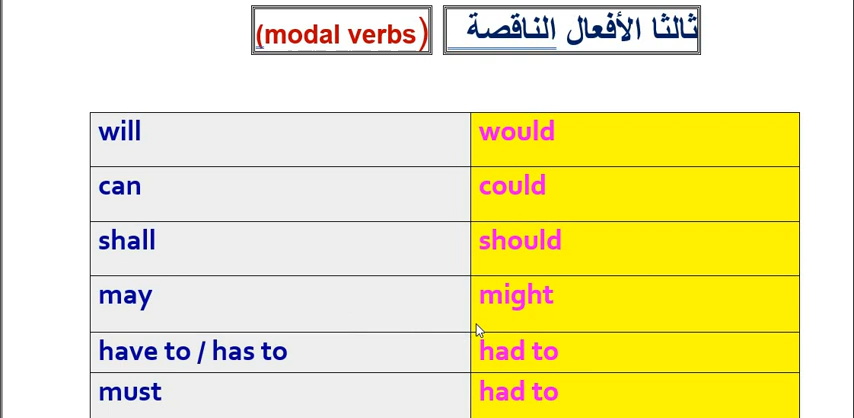 ثالثا الأفعال الناقصة (modal verbs)
will would
can could
shall should
may might
have to / has to had to
must had to